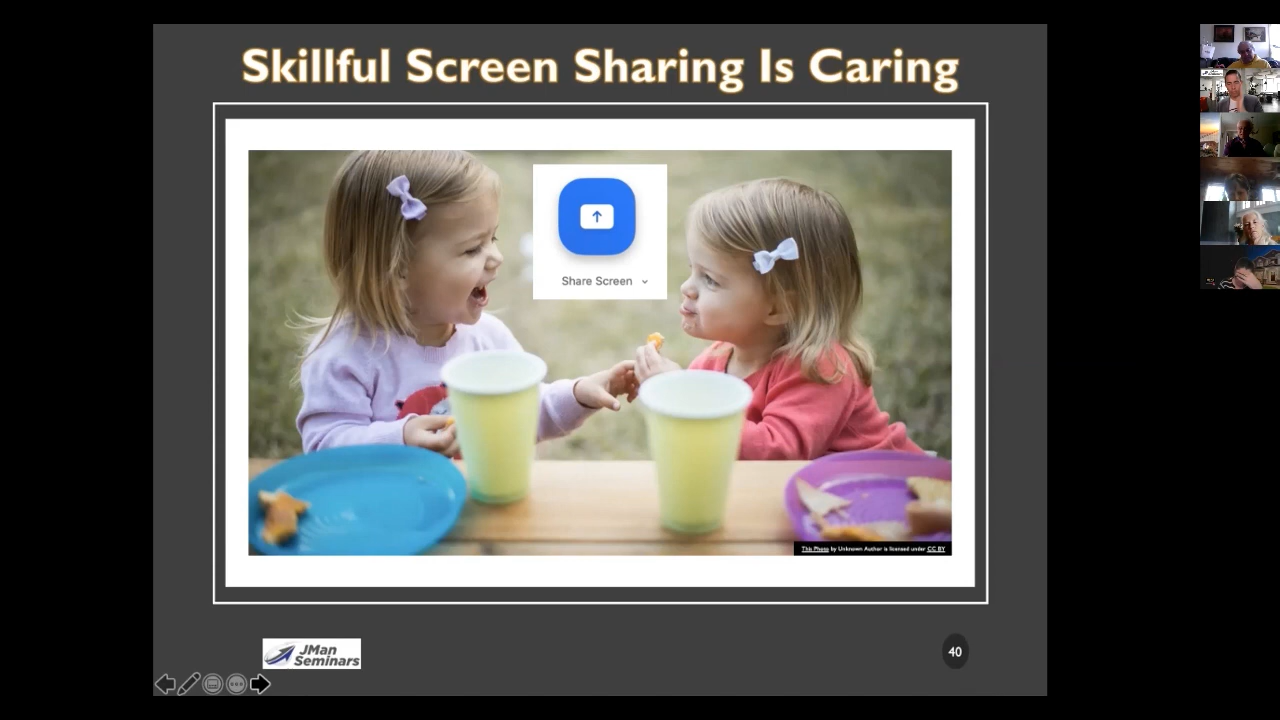 Skillful Screen Sharing Is Caring
Share Screen
This Photo by Unknown Author is licensed under CC BY
JMan
Seminars
40